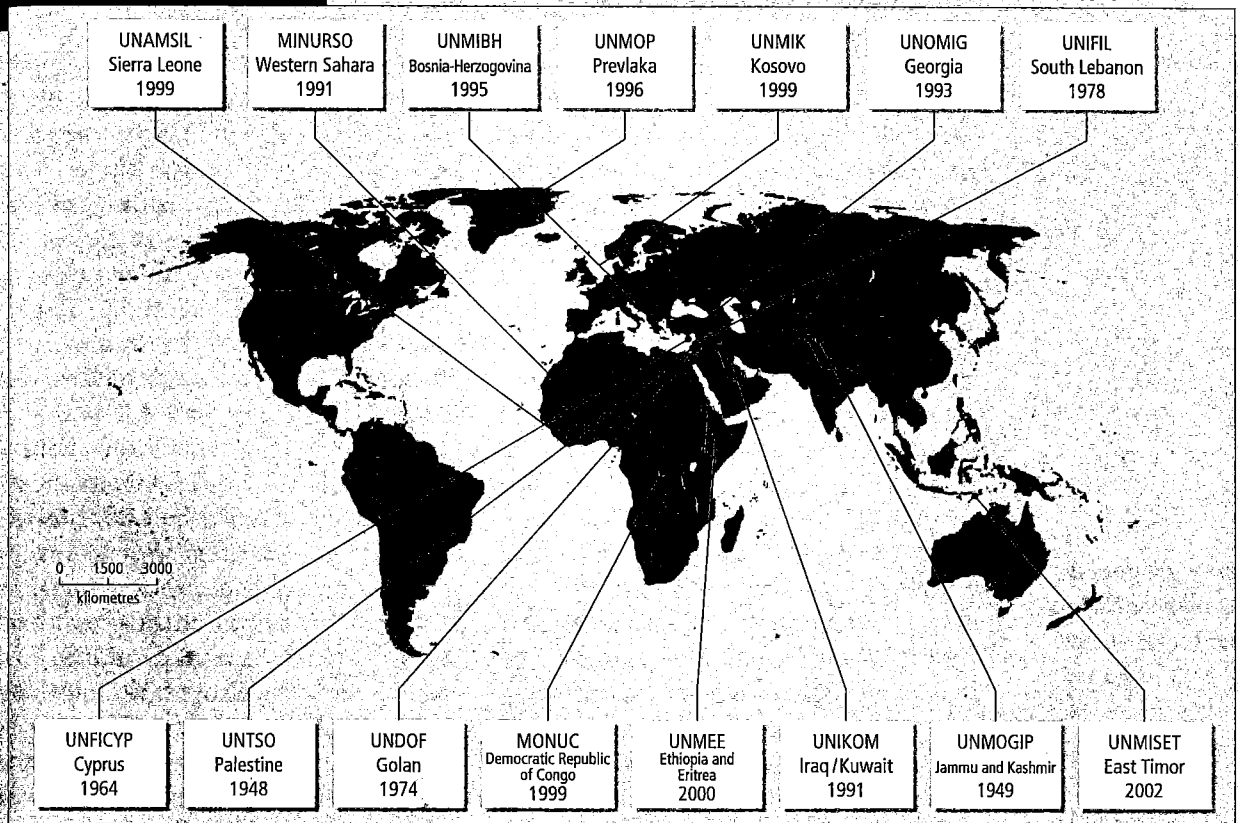 UNAMSIL
Sierra Leone
1999
MINURSO
Western Sahara
1991
UNMIBH
Bosnia-Herzogovina
1995
UNMOP
Prevlaka
1996
UNMIK
Kosovo
1999
UNOMIG
Georgia
1993
UNIFIL
South Lebanon
1978
0 1500 3000
kilometres
UNFICYP
Cyprus
1964
UNTSO
Palestine
1948
UNDOF
Golan
1974
MONUC
Democratic Republic
of Congo
1999
UNMEE
Ethiopia and
Eritrea
2000
UNIKOM
Iraq/Kuwait
1991
UNMOGIP
Jammu and Kashmir
1949
UNMISET
East Timor
2002